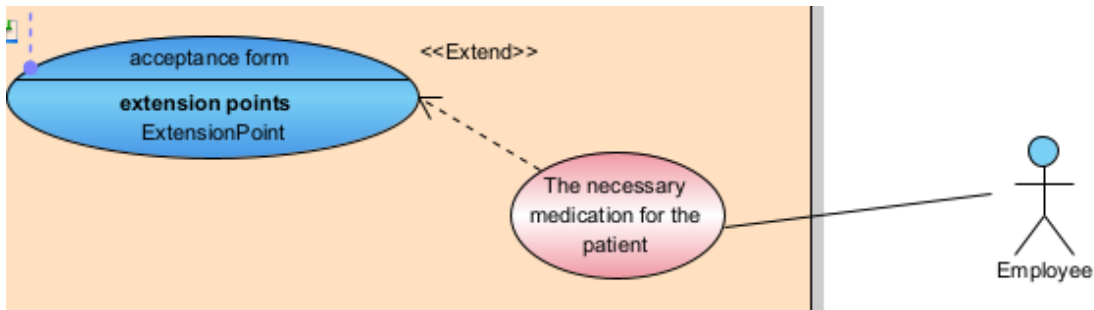 acceptance form
<<Extend>>
extension points
ExtensionPoint
The necessary
medication for the
patient
Employee